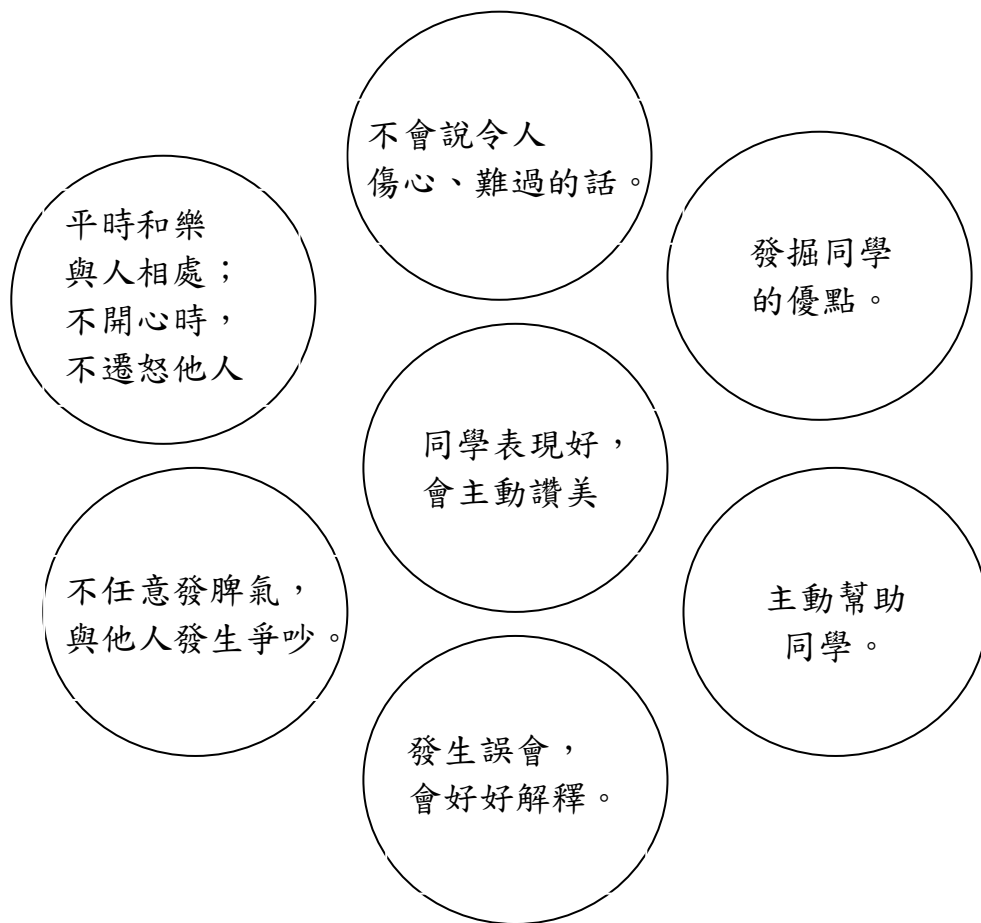 不會說令人
傷心、難過的話。
平時和樂
與人相處；
不開心時，
不遷怒他人
發掘同學
的優點。
同學表現好，
會主動讚美
不任意發脾氣，
與他人發生爭吵。
主動幫助
同學。
發生誤會，
會好好解釋。